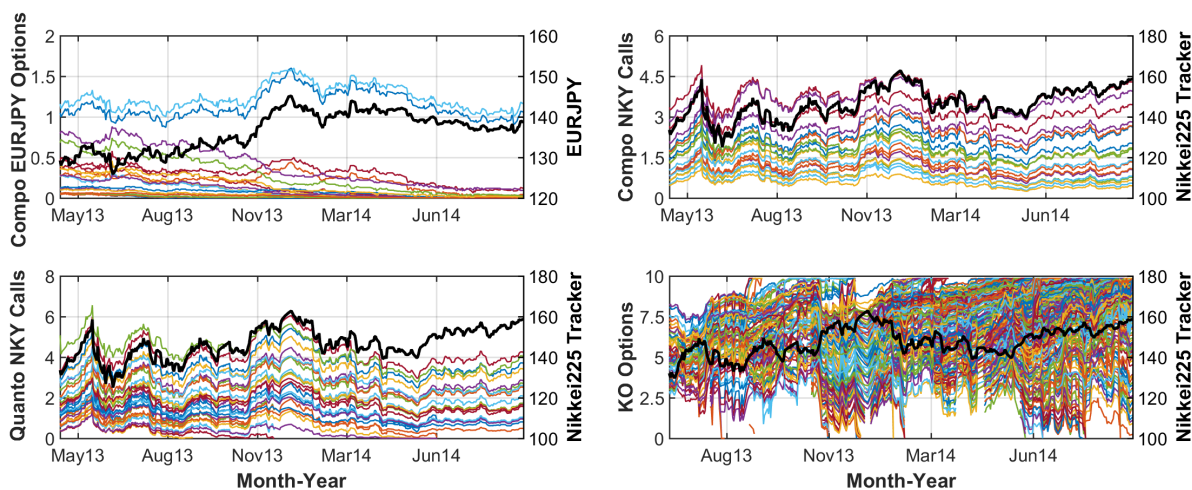 Compo EURJPY Options
2
1.5
1
0.5
0
160
150
140
130
120
EURJPY
May13 Aug13 Nov13 Mar14 Jun14
Compo NKY Calls
6
4.5
3
1.5
0
180
160
140
120
100
Nikkei225 Tracker
May13 Aug13 Nov13 Mar14 Jun14
Quanto NKY Calls
8
6
4
2
0
180
160
140
120
100
Nikkei225 Tracker
May13 Aug13 Nov13 Mar14 Jun14
Month-Year
KO Options
10
7.5
5
2.5
0
180
160
140
120
100
Nikkei225 Tracker
Aug13 Nov13 Mar14 Jun14
Month-Year